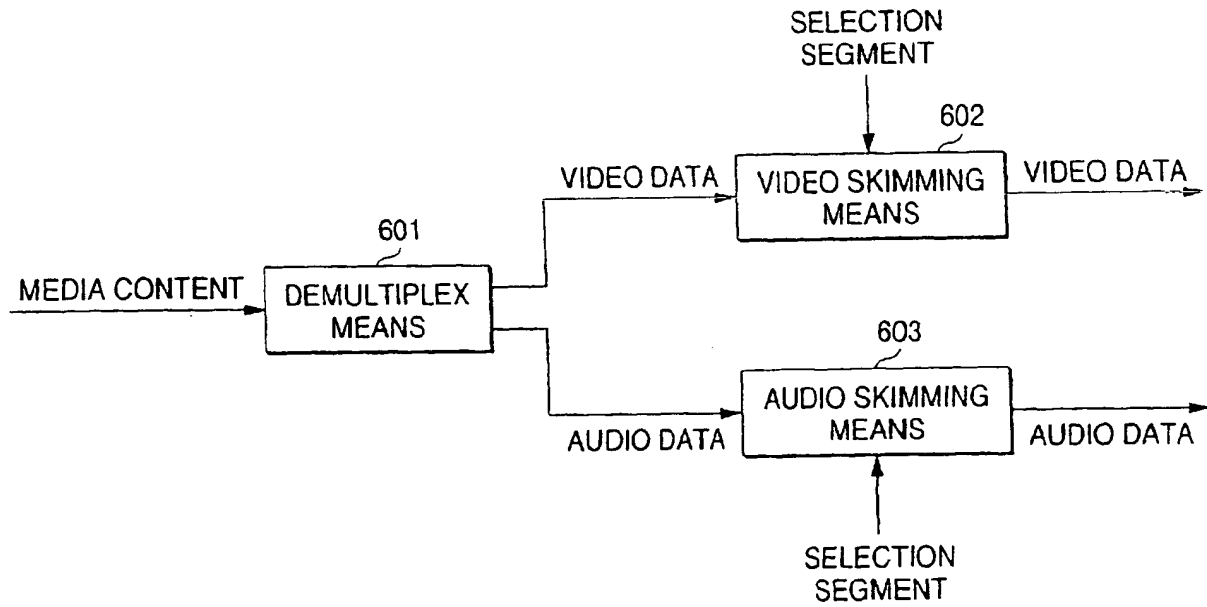 SELECTION
SEGMENT
602
VIDEO DATA
VIDEO SKIMMING
MEANS
VIDEO DATA
601
MEDIA CONTENT
DEMULTIPLEX
MEANS
603
AUDIO DATA
AUDIO SKIMMING
MEANS
AUDIO DATA
SELECTION
SEGMENT